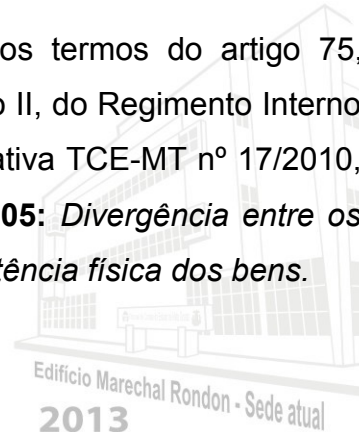 os termos do artigo 75,
o II, do Regimento Interno
ativa TCE-MT nº 17/2010,
05: Divergência entre os
tência física dos bens.
Edifício Marechal Rondon - Sede atual
2013